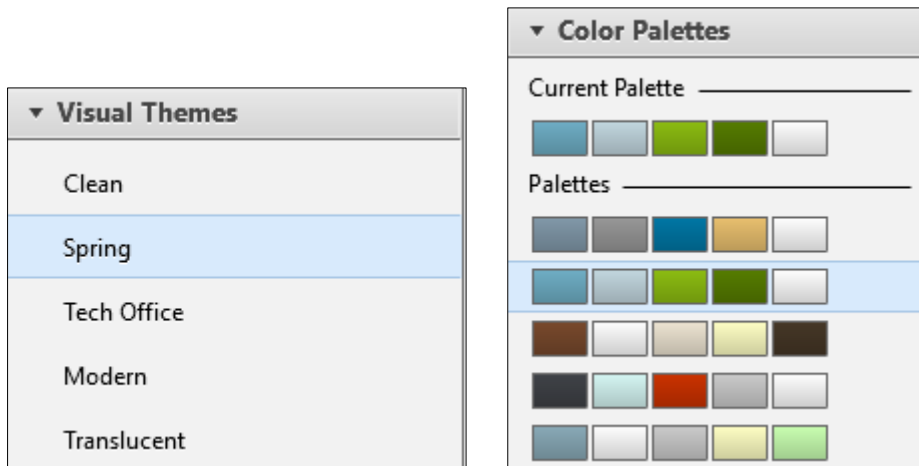 Visual Themes
Clean
Spring
Tech Office
Modern
Translucent
Color Palettes
Current Palette
Palettes